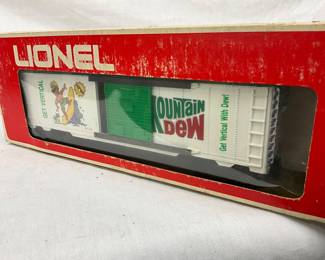 LIONEL
GET VERTICAL
MOUNTAIN
DEW
Get Vertical With Dew!